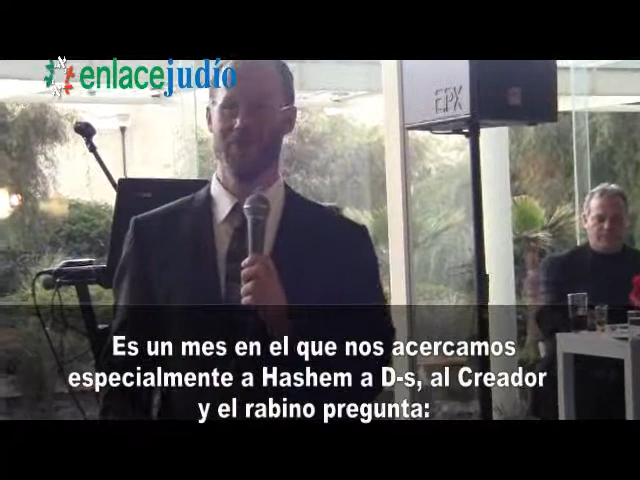 enlacejudío
EPX
Es un mes en el que nos acercamos
especialmente a Hashem a D-s, al Creador
y el rabino pregunta: